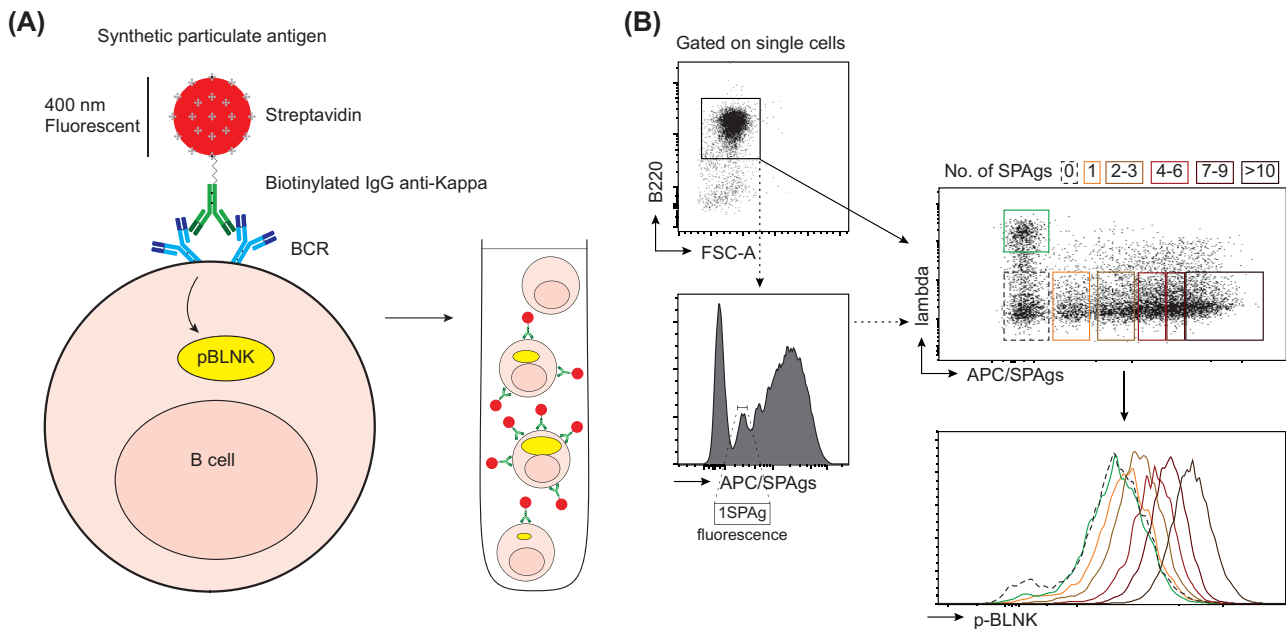 (A)
Synthetic particulate antigen
400 nm
Fluorescent
Streptavidin
Biotinylated IgG anti-Kappa
BCR
pBLNK
B cell
(B)
Gated on single cells
B220
FSC-A
APC/SPAgs
1SPAg
fluorescence
No. of SPAgs 0 1 2-3 4-6 7-9 >10
lambda
APC/SPAgs
p-BLNK